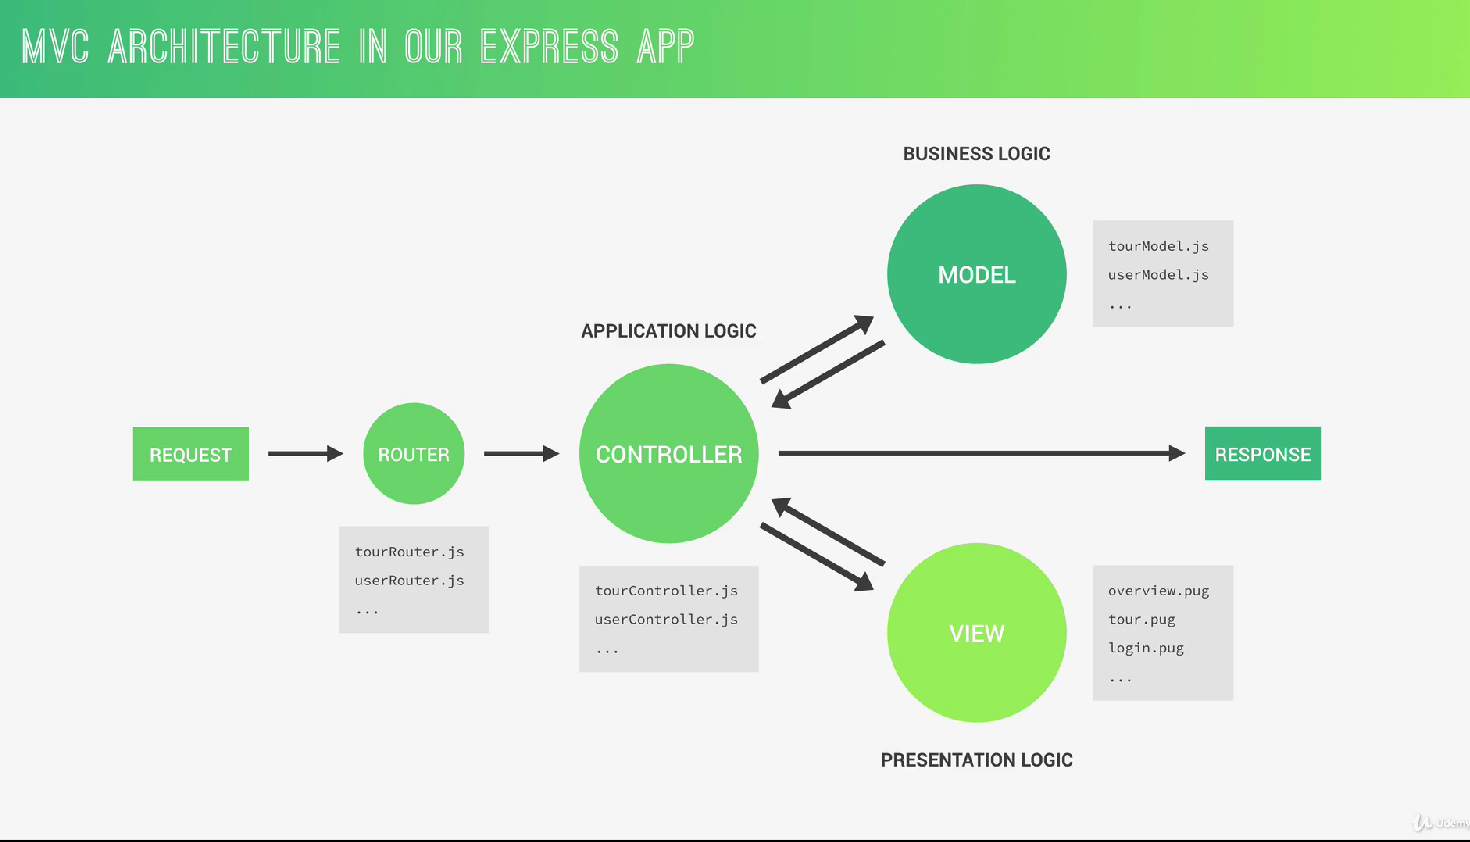 MVC ARCHITECTURE IN OUR EXPRESS APP
BUSINESS LOGIC
MODEL
tourModel.js
userModel.js
...
APPLICATION LOGIC
REQUEST
ROUTER
CONTROLLER
RESPONSE
tourRouter.js
userRouter.js
...
tourController.js
userController.js
...
VIEW
overview.pug
tour.pug
login.pug
...
PRESENTATION LOGIC
Udemy